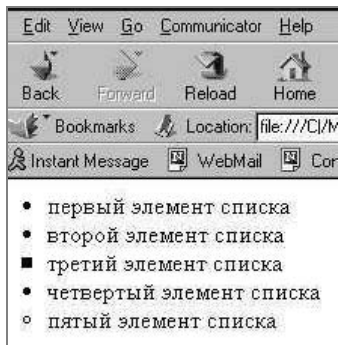 Edit View Go Communicator Help
Back Forward Reload Home
Bookmarks Location: file:///C|/M
Instant Message WebMail Con
первый элемент списка
второй элемент списка
третий элемент списка
четвертый элемент списка
пятый элемент списка